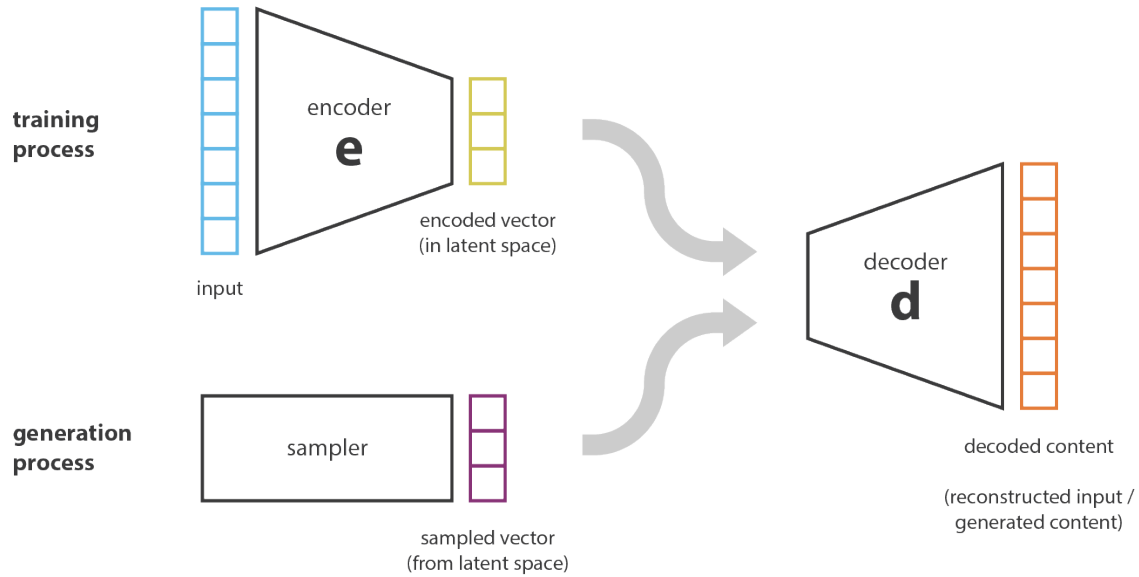 training
process
encoder
e
encoded vector
(in latent space)
input
decoder
d
decoded content
(reconstructed input /
generated content)
generation
process
sampler
sampled vector
(from latent space)